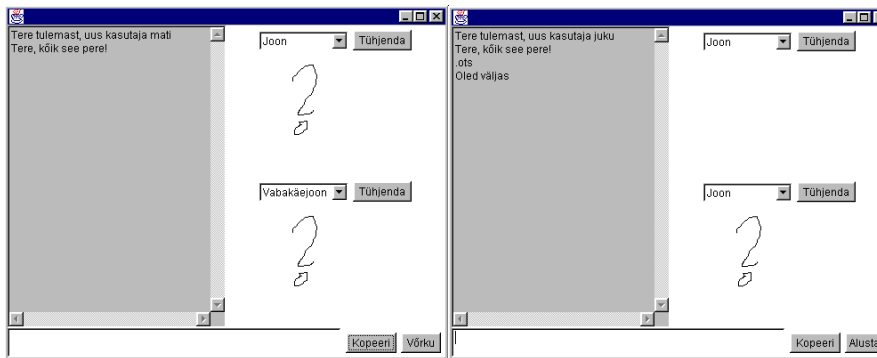 Tere tulemast, uus kasutaja mati
Tere, kõik see pere!
Joon
Tühjenda
Vabakäejoon
Tühjenda
Kopeeri
Võrku
Tere tulemast, uus kasutaja juku
Tere, kõik see pere!
.ots
Oled väljas
Joon
Tühjenda
Joon
Tühjenda
Kopeeri
Alusta